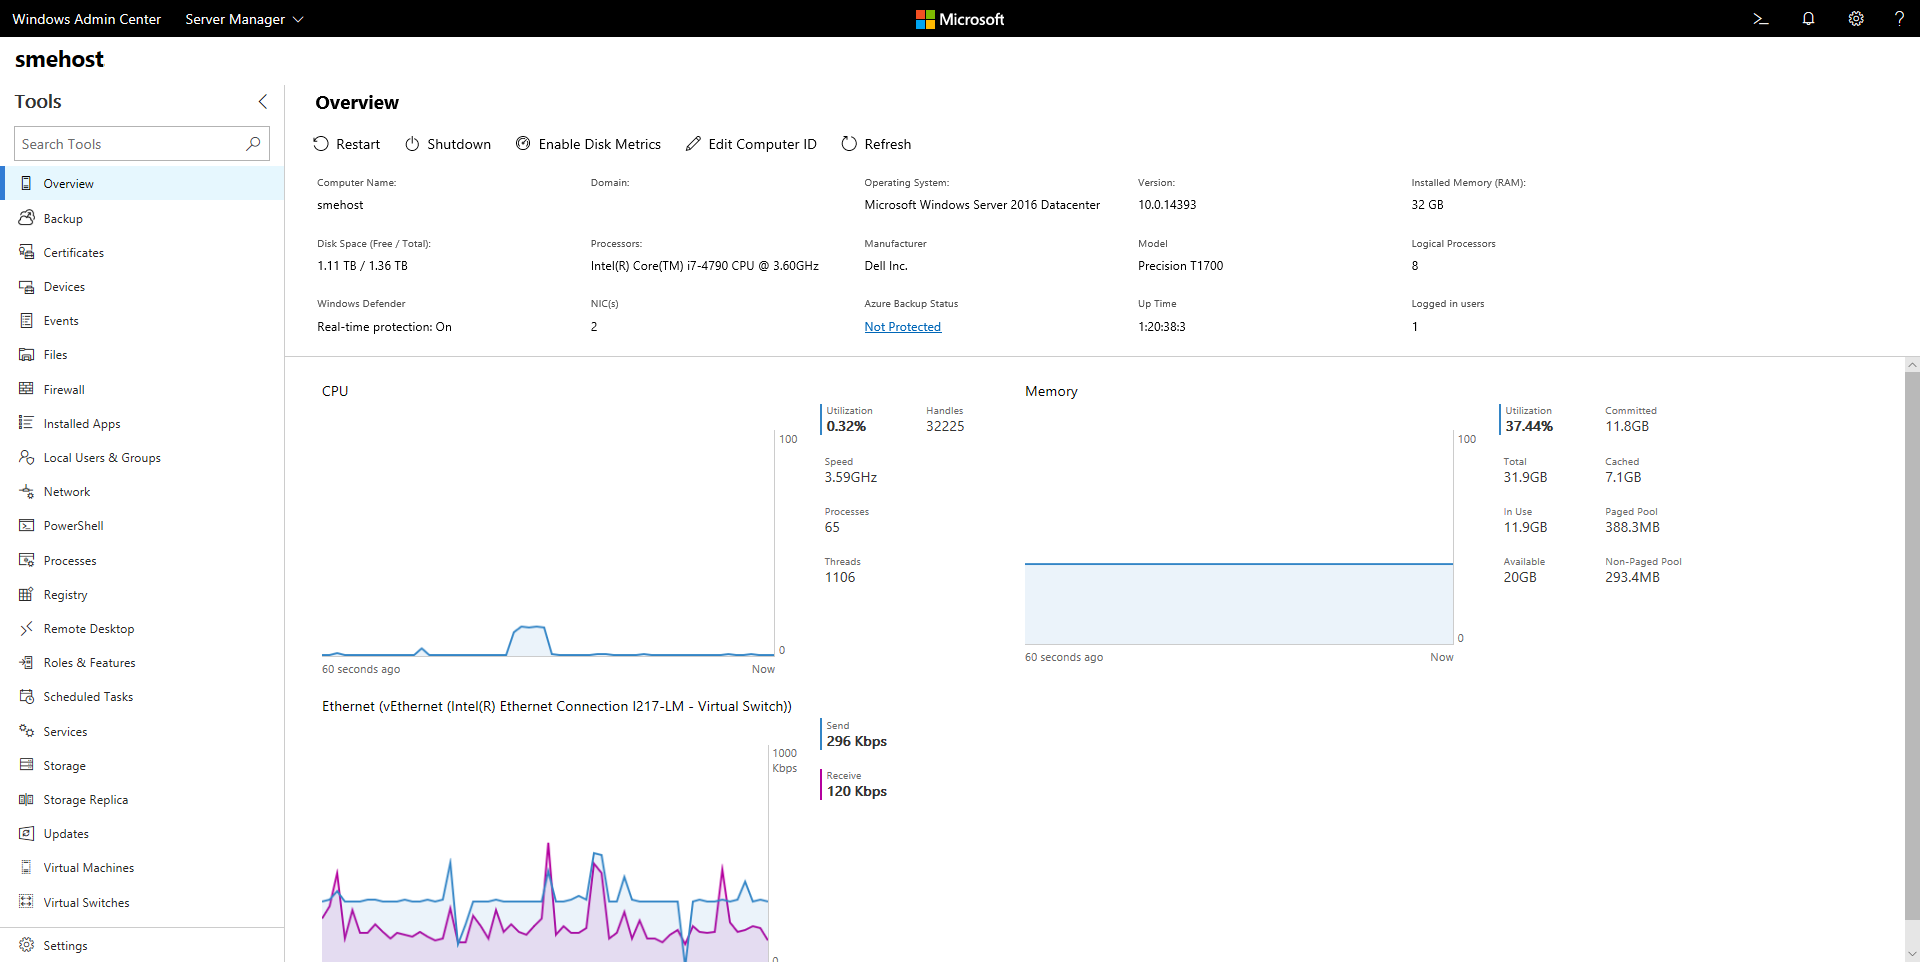 Windows Admin Center Server Manager Microsoft ?
smehost
Tools
Search Tools
Overview
Backup
Certificates
Devices
Events
Files
Firewall
Installed Apps
Local Users & Groups
Network
PowerShell
Processes
Registry
Remote Desktop
Roles & Features
Scheduled Tasks
Services
Storage
Storage Replica
Updates
Virtual Machines
Virtual Switches
Settings
Overview
Restart Shutdown Enable Disk Metrics Edit Computer ID Refresh
Computer Name: Domain: Operating System: Version: Installed Memory (RAM):
smehost Microsoft Windows Server 2016 Datacenter 10.0.14393 32 GB
Disk Space (Free / Total): Processors: Manufacturer Model Logical Processors
1.11 TB / 1.36 TB Intel(R) Core(TM) i7-4790 CPU @ 3.60GHz Dell Inc. Precision T1700 8
Windows Defender NIC(s) Azure Backup Status Up Time Logged in users
Real-time protection: On 2 Not Protected 1:20:38:3 1
CPU
Utilization Handles
0.32% 32225
100
Speed
3.59GHz
Processes
65
Threads
1106
0
60 seconds ago Now
Memory
Utilization Committed
37.44% 11.8GB
100
Total Cached
31.9GB 7.1GB
In Use Paged Pool
11.9GB 388.3MB
Available Non-Paged Pool
20GB 293.4MB
0
60 seconds ago Now
Ethernet (vEthernet (Intel(R) Ethernet Connection I217-LM - Virtual Switch))
Send
296 Kbps
1000
Kbps
Receive
120 Kbps
0